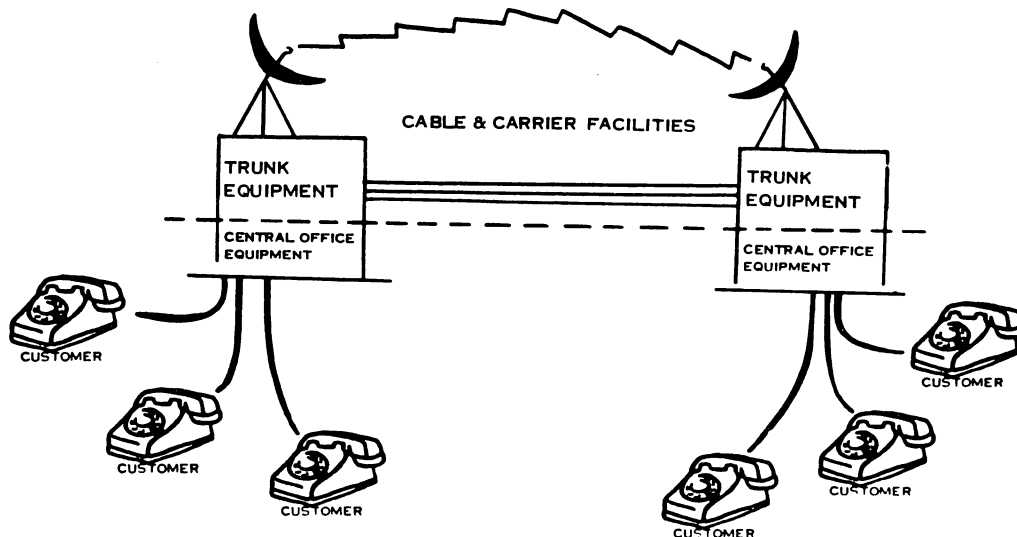 CABLE & CARRIER FACILITIES
TRUNK
EQUIPMENT
CENTRAL OFFICE
EQUIPMENT
TRUNK
EQUIPMENT
CENTRAL OFFICE
EQUIPMENT
CUSTOMER
CUSTOMER
CUSTOMER
CUSTOMER
CUSTOMER
CUSTOMER